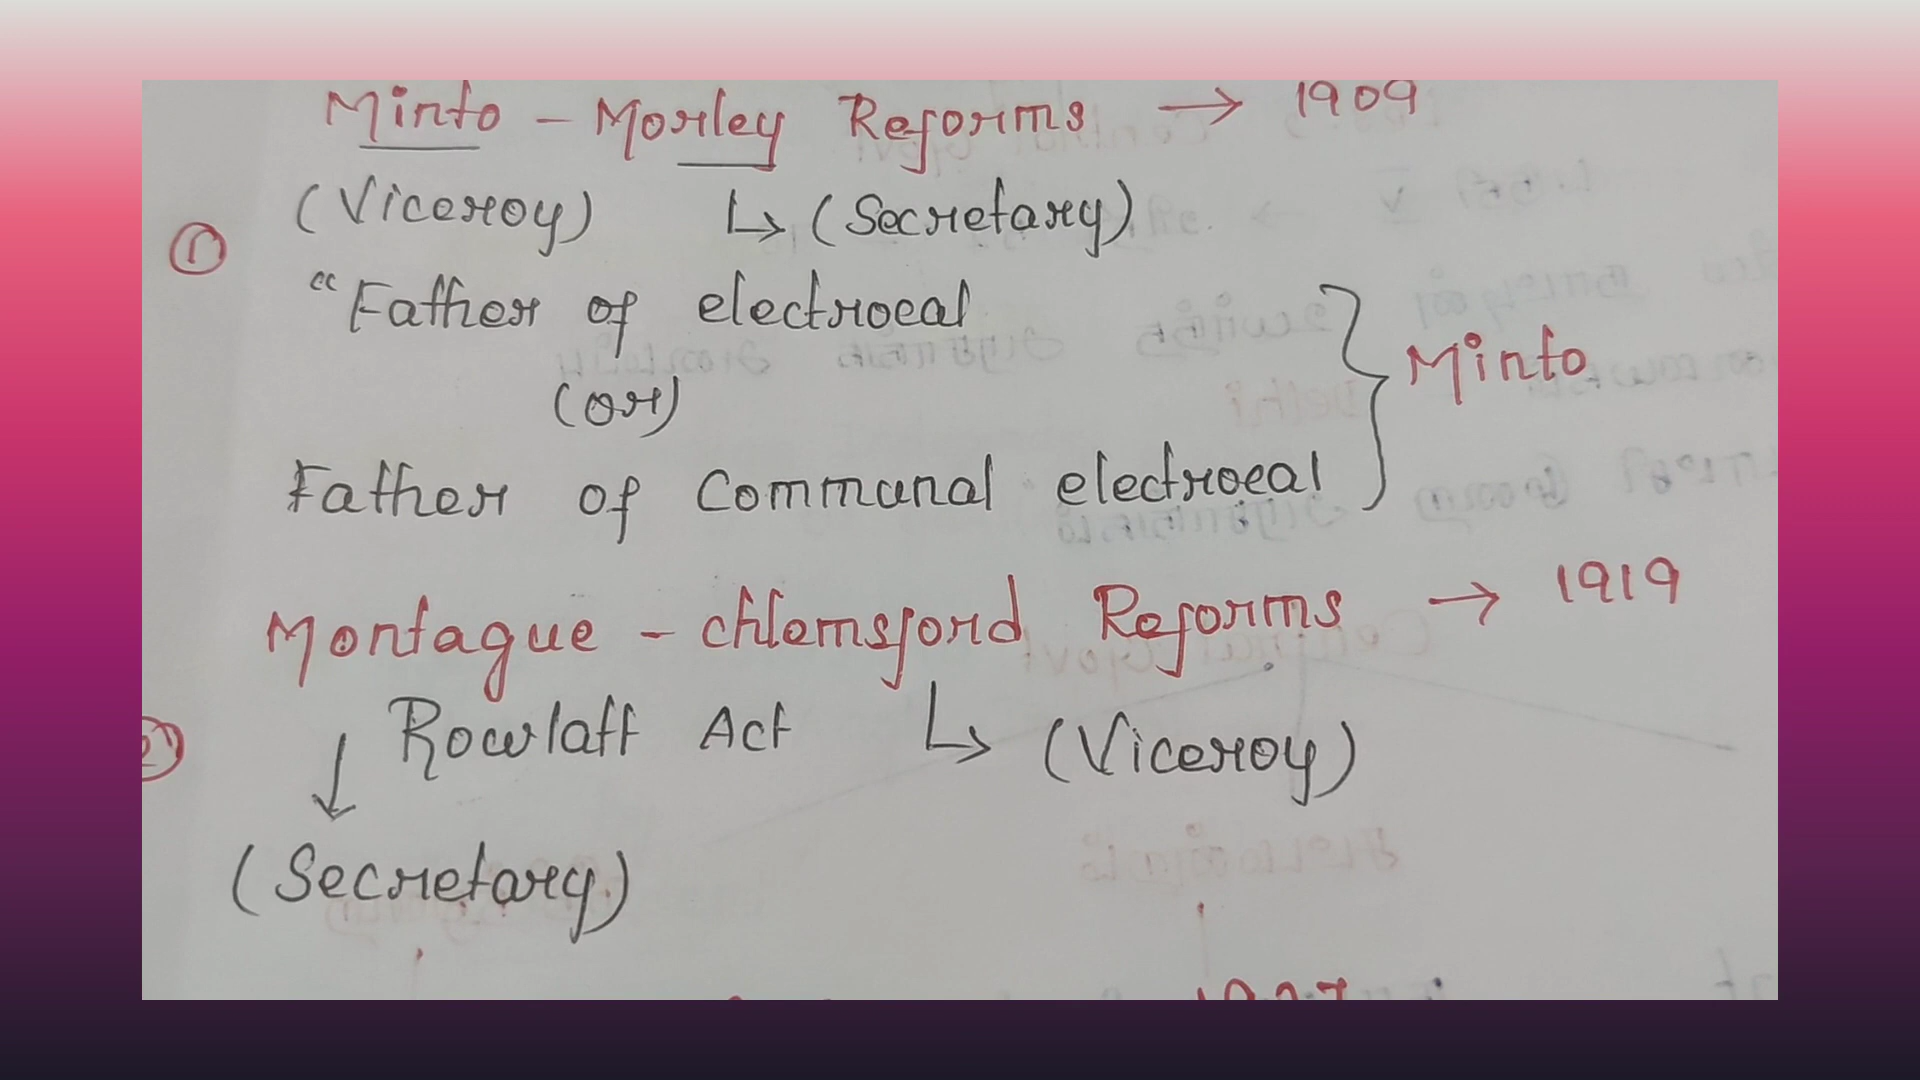 Minto - Morley Reforms → 1909
(Viceroy) ↳ (Secretary)
①
"Father of electroeal
(or)
Father of Communal electroeal } Minto
Montague - chlemsford Reforms → 1919
2) Rowlatt Act ↳ (Viceroy)
↓
(Secretary)